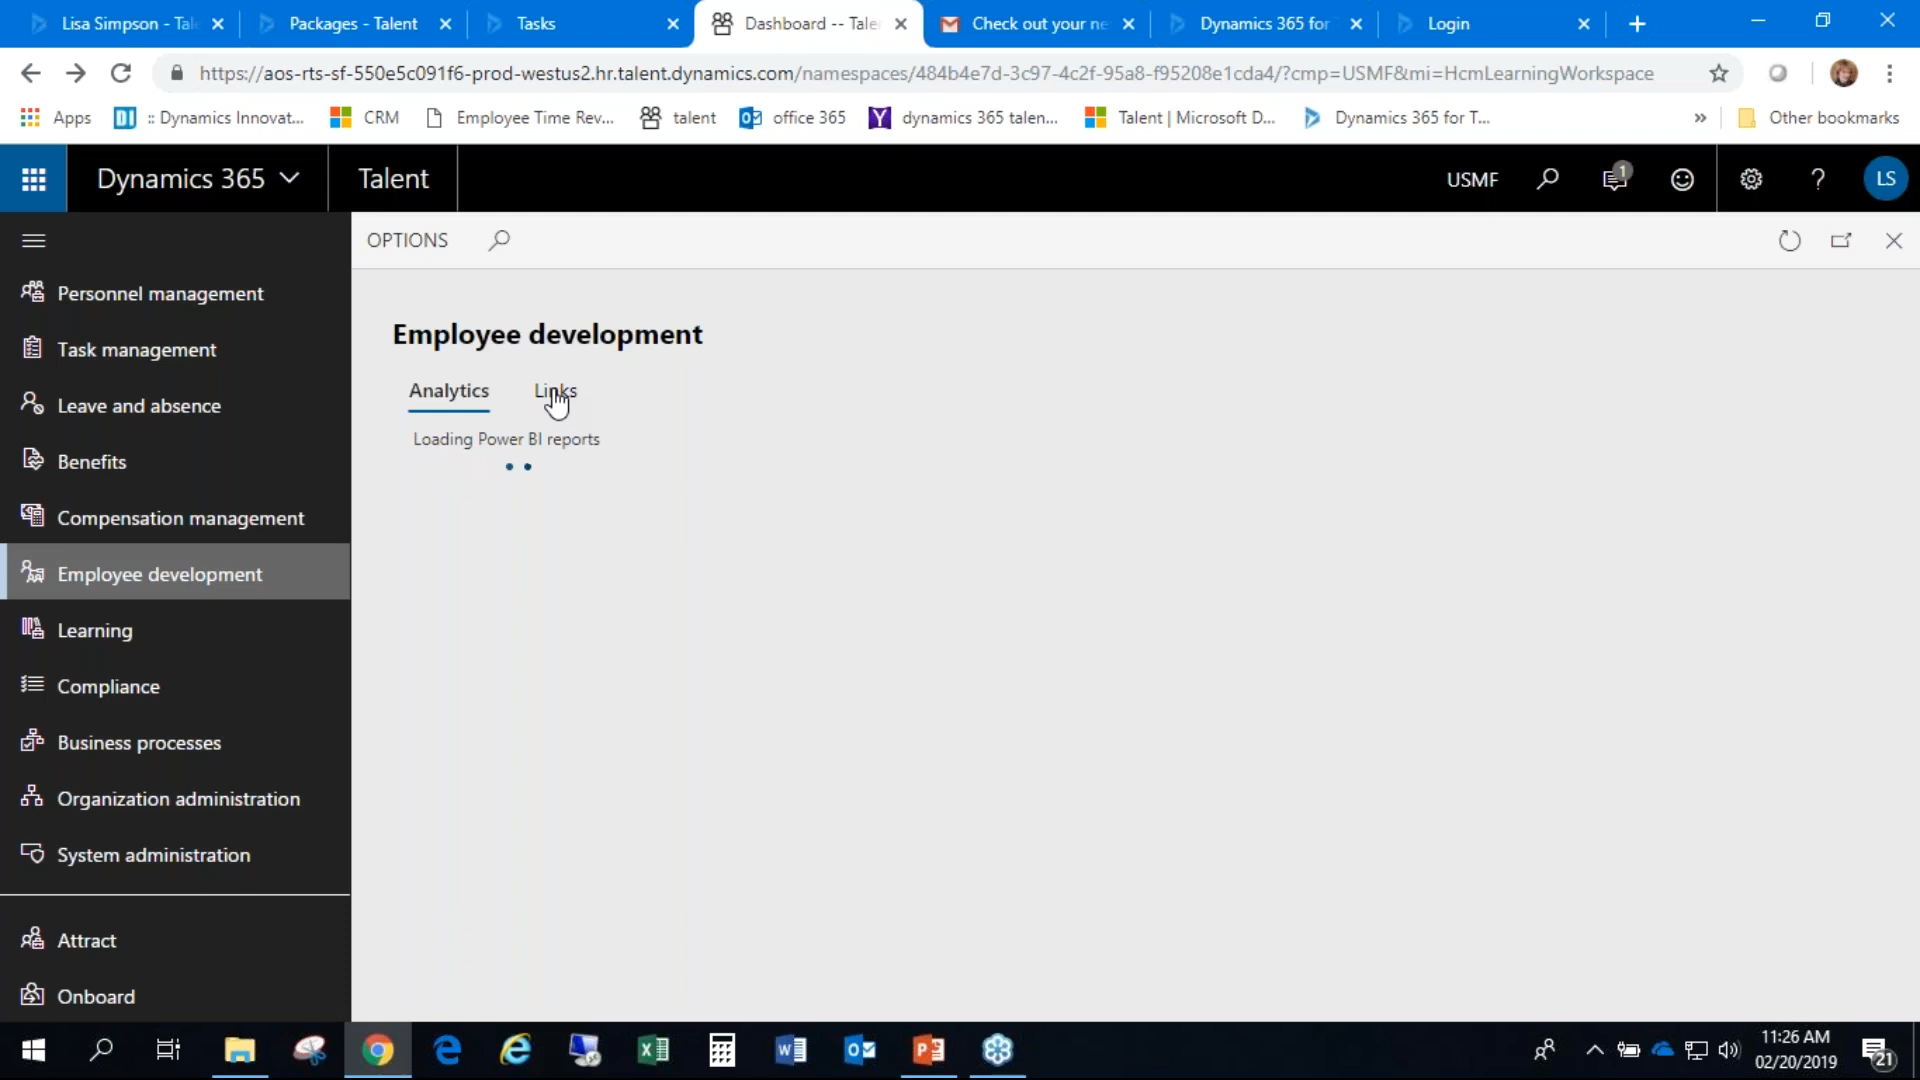 Lisa Simpson - Tal
Packages - Talent
Tasks
Dashboard -- Tale
Check out your ne
Dynamics 365 for
Login
https://aos-rts-sf-550e5c091f6-prod-westus2.hr.talent.dynamics.com/namespaces/484b4e7d-3c97-4c2f-95a8-f95208e1cda4/?cmp=USMF&mi=HcmLearningWorkspace
Apps
:: Dynamics Innovat...
CRM
Employee Time Rev...
talent
office 365
dynamics 365 talen...
Talent | Microsoft D...
Dynamics 365 for T...
»
Other bookmarks
Dynamics 365
Talent
USMF
1
?
LS
OPTIONS
Personnel management
Task management
Leave and absence
Benefits
Compensation management
Employee development
Learning
Compliance
Business processes
Organization administration
System administration
Attract
Onboard
Employee development
Analytics
Links
Loading Power BI reports
11:26 AM
02/20/2019
21